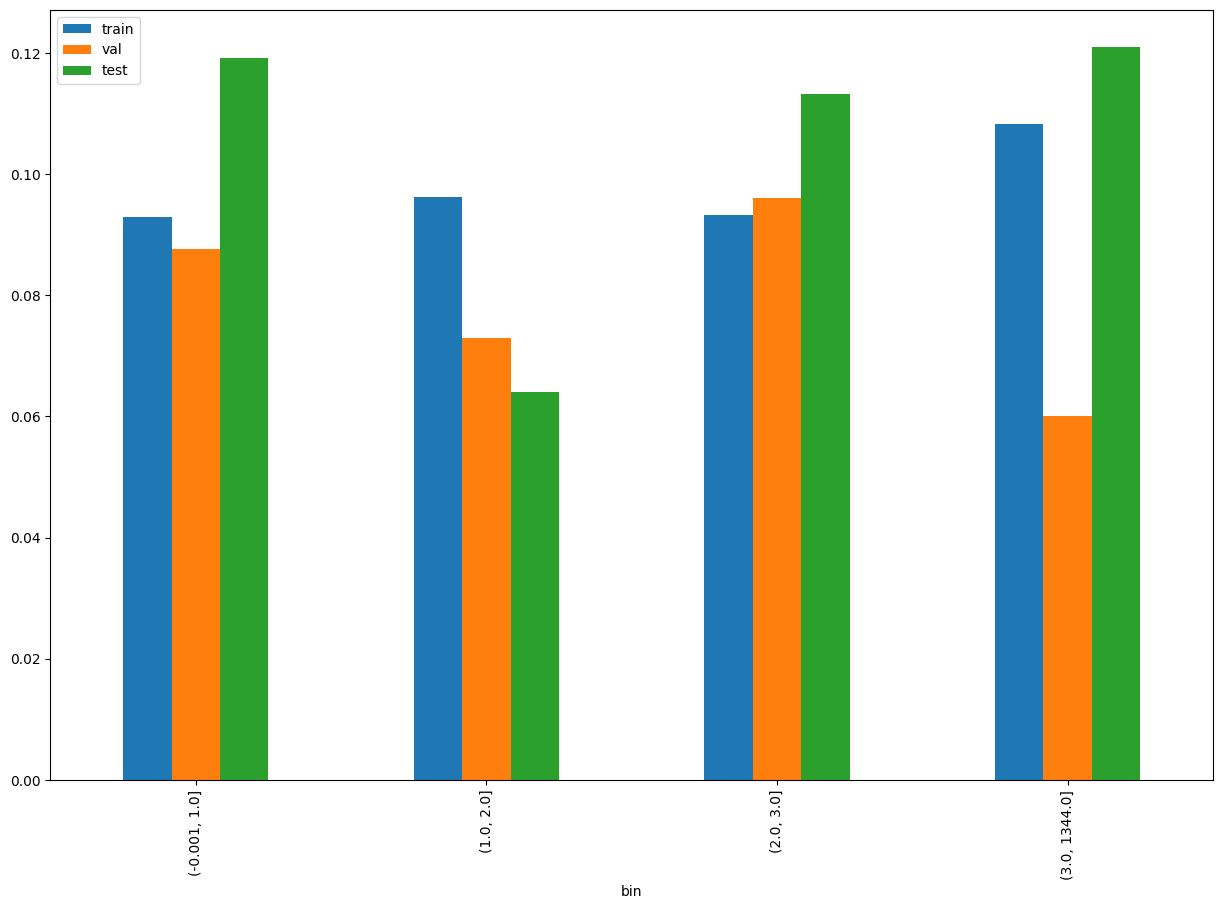 train
val
test
0.12
0.10
0.08
0.06
0.04
0.02
0.00
(-0.001, 1.0]
(1.0, 2.0]
(2.0, 3.0]
(3.0, 1344.0]
bin